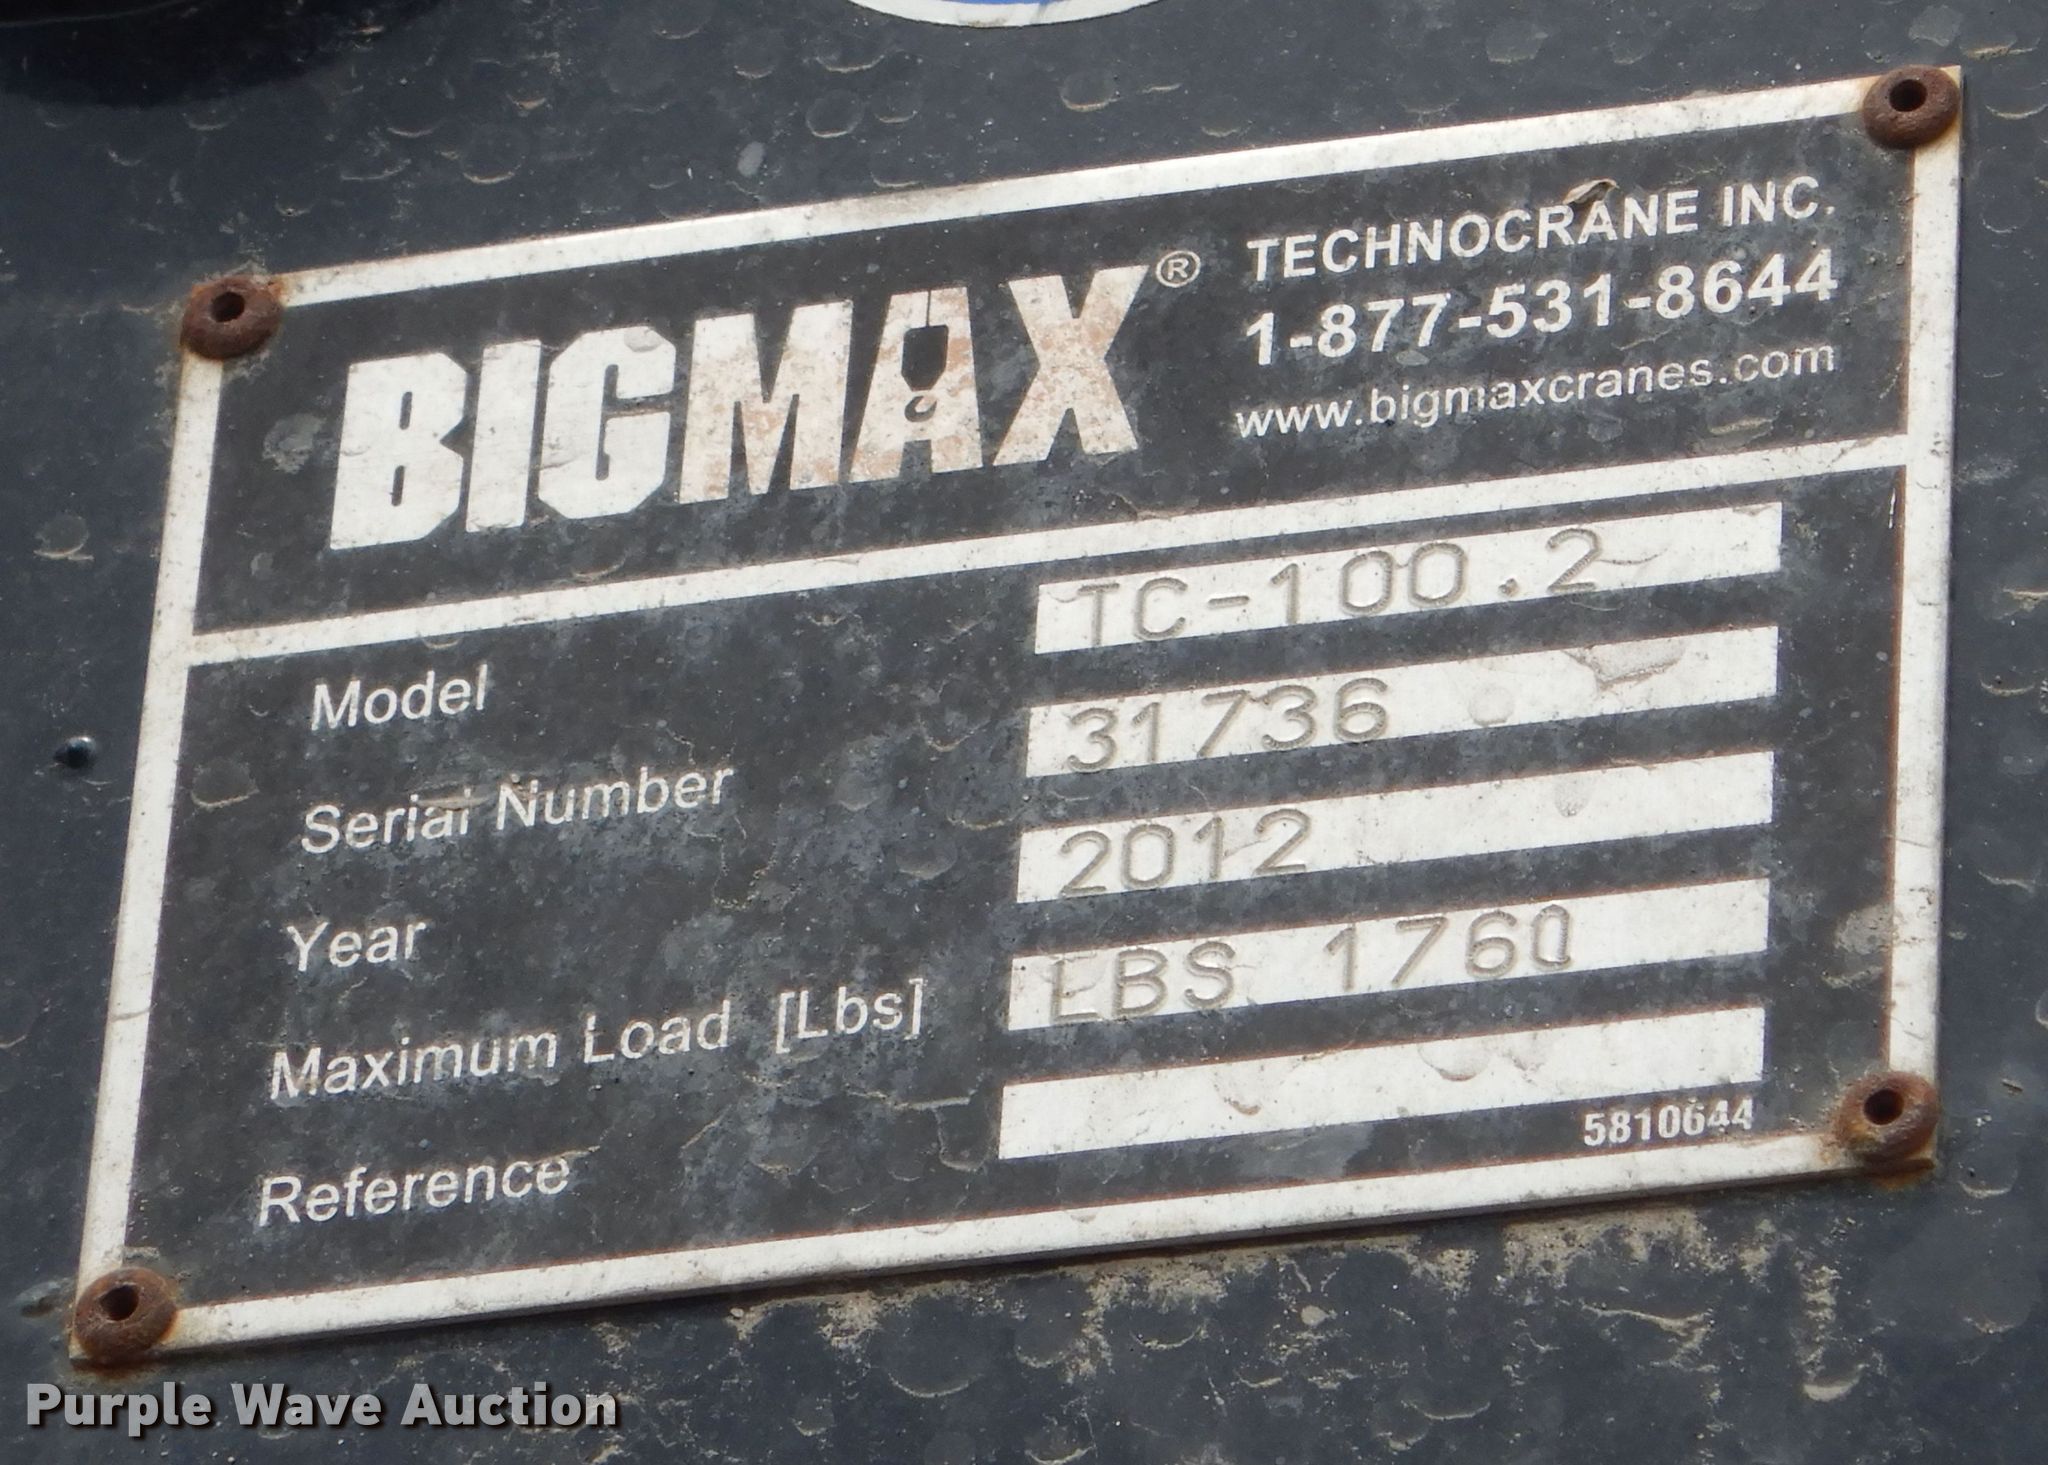 BIGMAX®
TECHNOCRANE INC.
1-877-531-8644
www.bigmaxcranes.com
Model TC-100.2
Serial Number 31736
Year 2012
Maximum Load [Lbs] LBS 1760
Reference
5810644
Purple Wave Auction